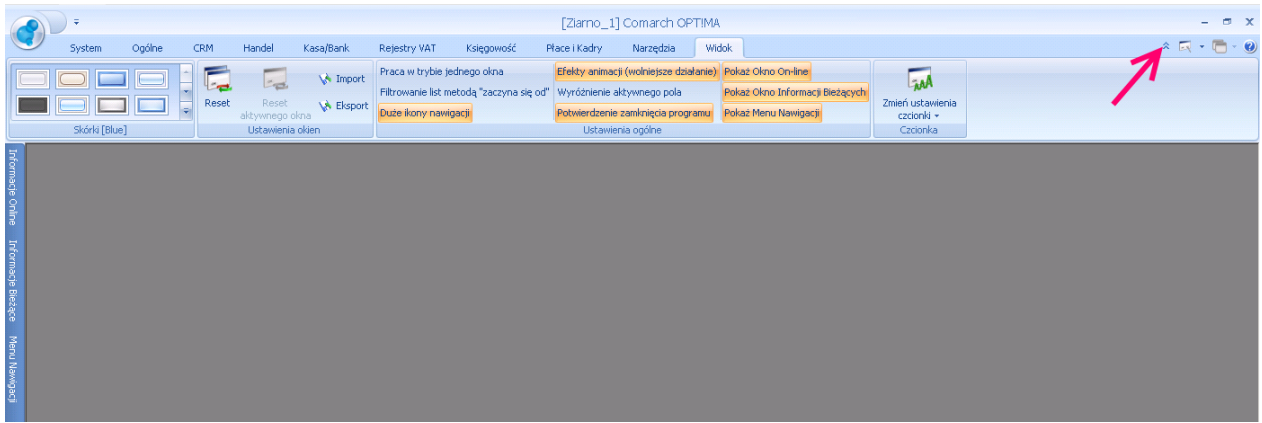 [Ziarno_1] Comarch OPTIMA
System Ogólne CRM Handel Kasa/Bank Rejestry VAT Księgowość Płace i Kadry Narzędzia Widok
Praca w trybie jednego okna Efekty animacji (wolniejsze działanie) Pokaż Okno On-line
Import
Filtrowanie list metodą "zaczyna się od" Wyróżnienie aktywnego pola Pokaż Okno Informacji Bieżących
Reset Reset aktywnego okna Eksport Zmień ustawienia czcionki
Duże ikony nawigacji Potwierdzenie zamknięcia programu Pokaż Menu Nawigacji
Skórki [Blue] Ustawienia okien Ustawienia ogólne Czcionka
Informacje Online
Informacje Bieżące
Menu Nawigacji